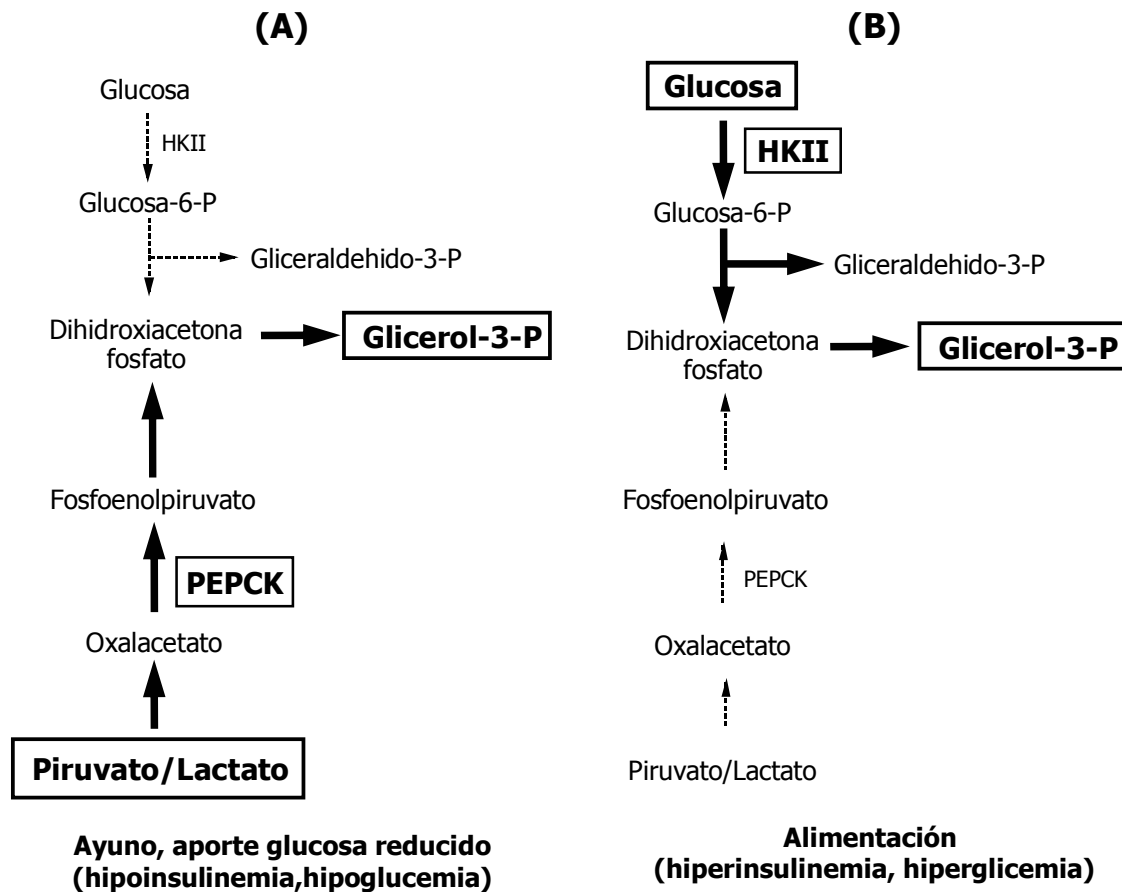 (A)
Glucosa
HKII
Glucosa-6-P
Gliceraldehido-3-P
Dihidroxiacetona
fosfato
Glicerol-3-P
Fosfoenolpiruvato
PEPCK
Oxalacetato
Piruvato/Lactato
Ayuno, aporte glucosa reducido
(hipoinsulinemia,hipoglucemia)
(B)
Glucosa
HKII
Glucosa-6-P
Gliceraldehido-3-P
Dihidroxiacetona
fosfato
Glicerol-3-P
Fosfoenolpiruvato
PEPCK
Oxalacetato
Piruvato/Lactato
Alimentación
(hiperinsulinemia, hiperglicemia)